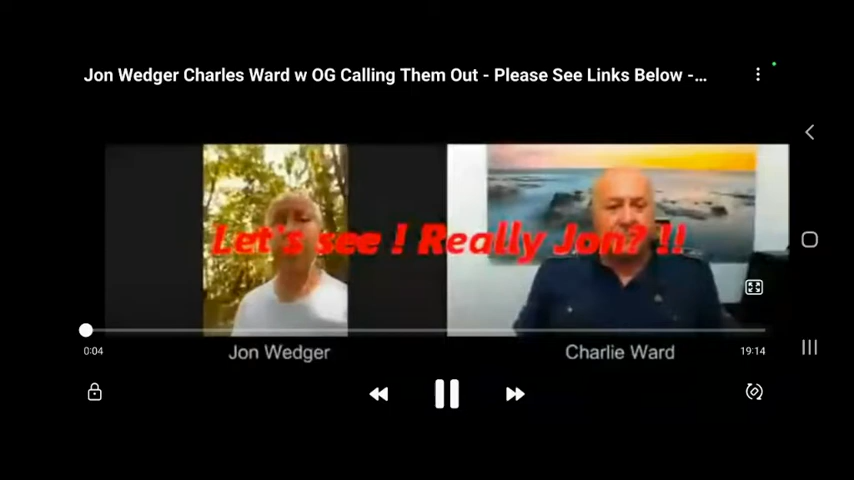 Jon Wedger Charles Ward w OG Calling Them Out - Please See Links Below -...
Let's see ! Really Jon? !!
0:04
Jon Wedger
Charlie Ward
19:14